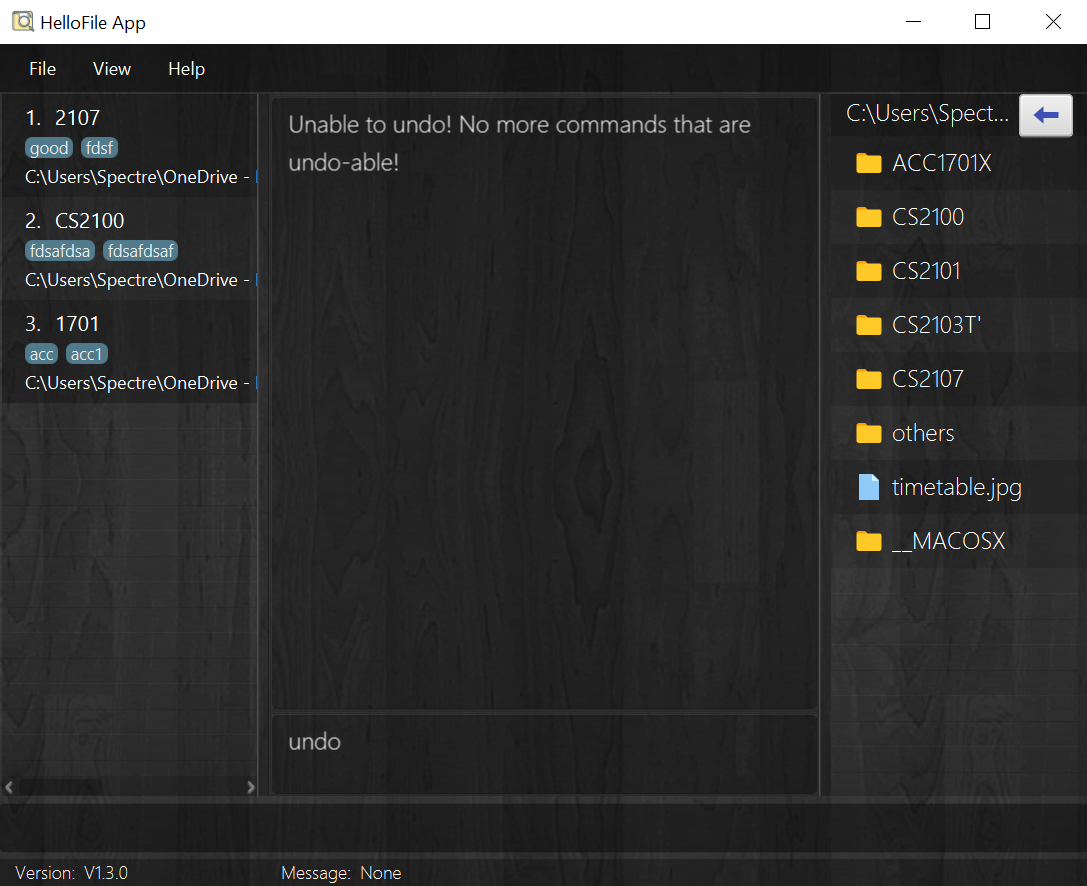 HelloFile App
File View Help
1. 2107
good fdsf
C:\Users\Spectre\OneDrive -
2. CS2100
fdsafdsa fdsafdsaf
C:\Users\Spectre\OneDrive -
3. 1701
acc acc1
C:\Users\Spectre\OneDrive -
Unable to undo! No more commands that are
undo-able!
undo
C:\Users\Spect...
ACC1701X
CS2100
CS2101
CS2103T'
CS2107
others
timetable.jpg
__MACOSX
Version: V1.3.0
Message: None